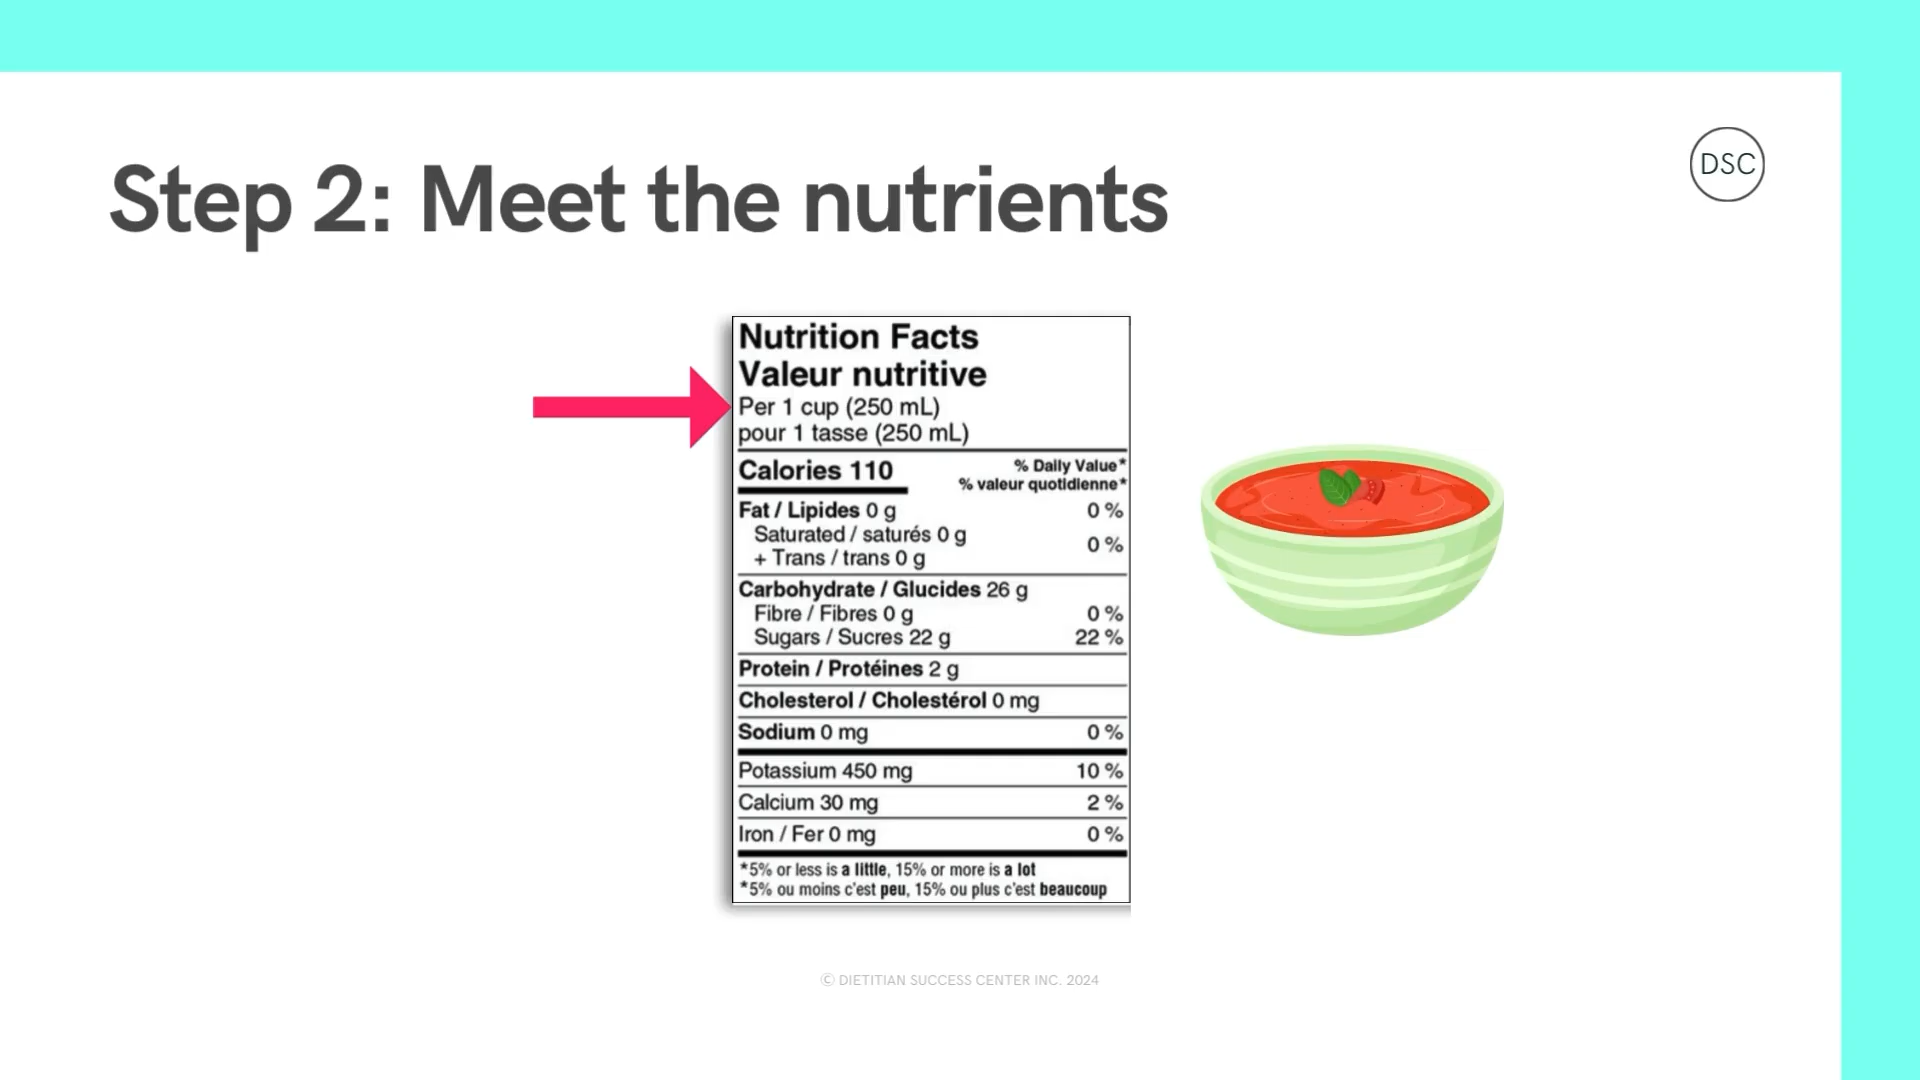 Step 2: Meet the nutrients
DSC
Nutrition Facts
Valeur nutritive
Per 1 cup (250 mL)
pour 1 tasse (250 mL)
Calories 110
% Daily Value*
% valeur quotidienne*
Fat / Lipides 0 g 0 %
Saturated / saturés 0 g
+ Trans / trans 0 g
0 %
Carbohydrate / Glucides 26 g
Fibre / Fibres 0 g 0 %
Sugars / Sucres 22 g 22 %
Protein / Protéines 2 g
Cholesterol / Cholestérol 0 mg
Sodium 0 mg 0 %
Potassium 450 mg 10 %
Calcium 30 mg 2 %
Iron / Fer 0 mg 0 %
*5% or less is a little, 15% or more is a lot
*5% ou moins c'est peu, 15% ou plus c'est beaucoup
© DIETITIAN SUCCESS CENTER INC. 2024